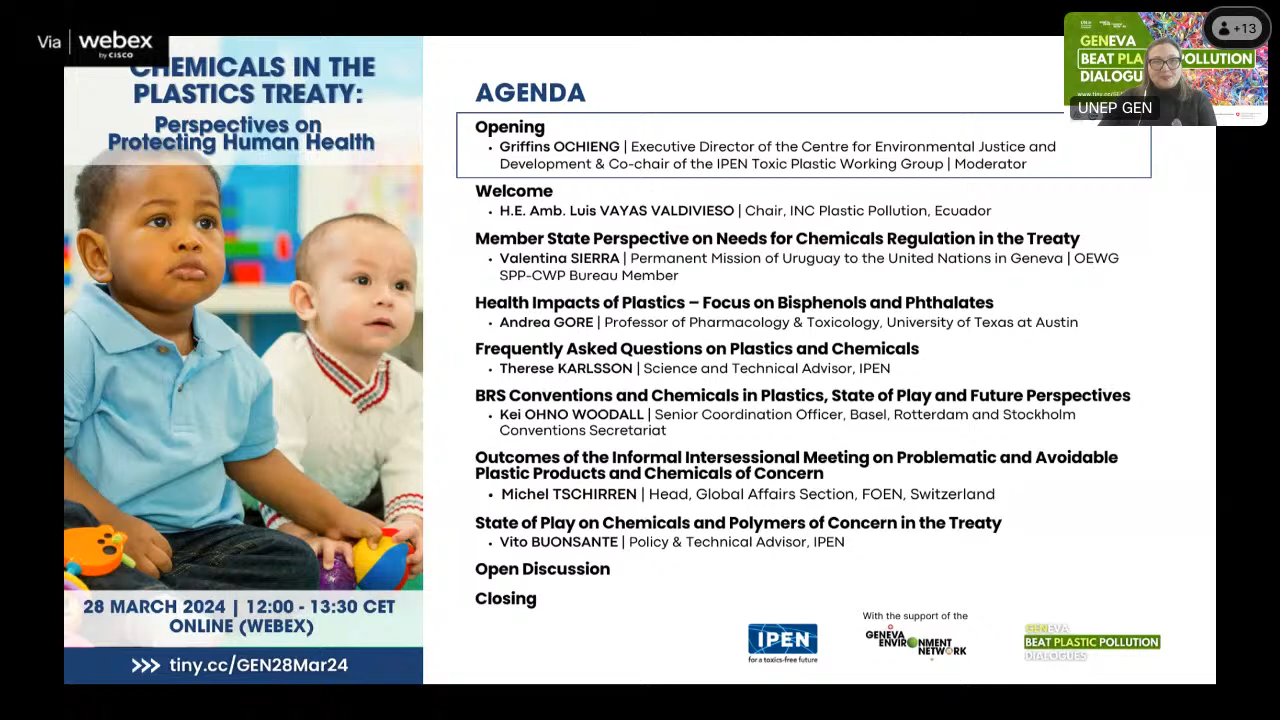 Via webex
by CISCO
CHEMICALS IN THE
PLASTICS TREATY:
Perspectives on
Protecting Human Health
28 MARCH 2024 | 12:00 - 13:30 CET
ONLINE (WEBEX)
>>> tiny.cc/GEN28Mar24
AGENDA
Opening
• Griffins OCHIENG | Executive Director of the Centre for Environmental Justice and
Development & Co-chair of the IPEN Toxic Plastic Working Group | Moderator
Welcome
• H.E. Amb. Luis VAYAS VALDIVIESO | Chair, INC Plastic Pollution, Ecuador
Member State Perspective on Needs for Chemicals Regulation in the Treaty
• Valentina SIERRA | Permanent Mission of Uruguay to the United Nations in Geneva | OEWG
SPP-CWP Bureau Member
Health Impacts of Plastics – Focus on Bisphenols and Phthalates
• Andrea GORE | Professor of Pharmacology & Toxicology, University of Texas at Austin
Frequently Asked Questions on Plastics and Chemicals
• Therese KARLSSON | Science and Technical Advisor, IPEN
BRS Conventions and Chemicals in Plastics, State of Play and Future Perspectives
• Kei OHNO WOODALL | Senior Coordination Officer, Basel, Rotterdam and Stockholm
Conventions Secretariat
Outcomes of the Informal Intersessional Meeting on Problematic and Avoidable
Plastic Products and Chemicals of Concern
• Michel TSCHIRREN | Head, Global Affairs Section, FOEN, Switzerland
State of Play on Chemicals and Polymers of Concern in the Treaty
• Vito BUONSANTE | Policy & Technical Advisor, IPEN
Open Discussion
Closing
IPEN
for a toxics-free future
With the support of the
GENEVA
ENVIRONMENT
NETWORK
GENEVA
BEAT PLASTIC POLLUTION
DIALOGUES
+13
GENEVA
BEAT PLA POLLUTION
DIALOGU
UNEP GEN